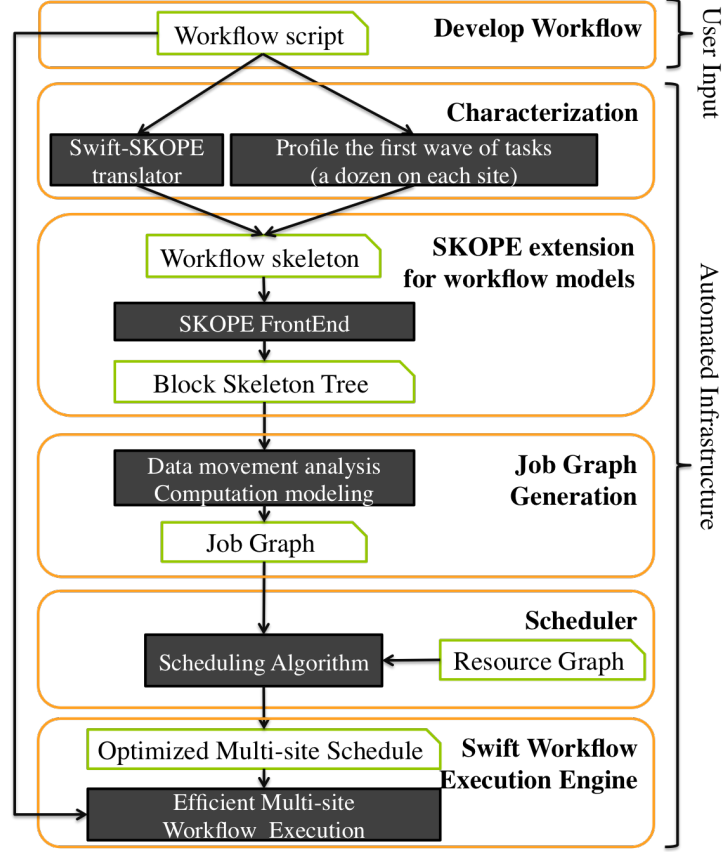 Workflow script
Develop Workflow
User Input
Characterization
Swift-SKOPE
translator
Profile the first wave of tasks
(a dozen on each site)
SKOPE extension
for workflow models
Workflow skeleton
SKOPE FrontEnd
Block Skeleton Tree
Automated Infrastructure
Data movement analysis
Computation modeling
Job Graph
Generation
Job Graph
Scheduler
Scheduling Algorithm
Resource Graph
Optimized Multi-site Schedule
Swift Workflow
Execution Engine
Efficient Multi-site
Workflow Execution